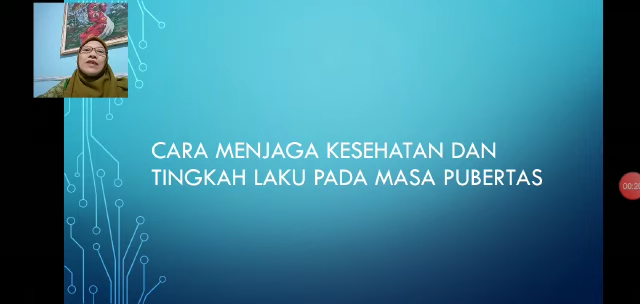 CARA MENJAGA KESEHATAN DAN
TINGKAH LAKU PADA MASA PUBERTAS